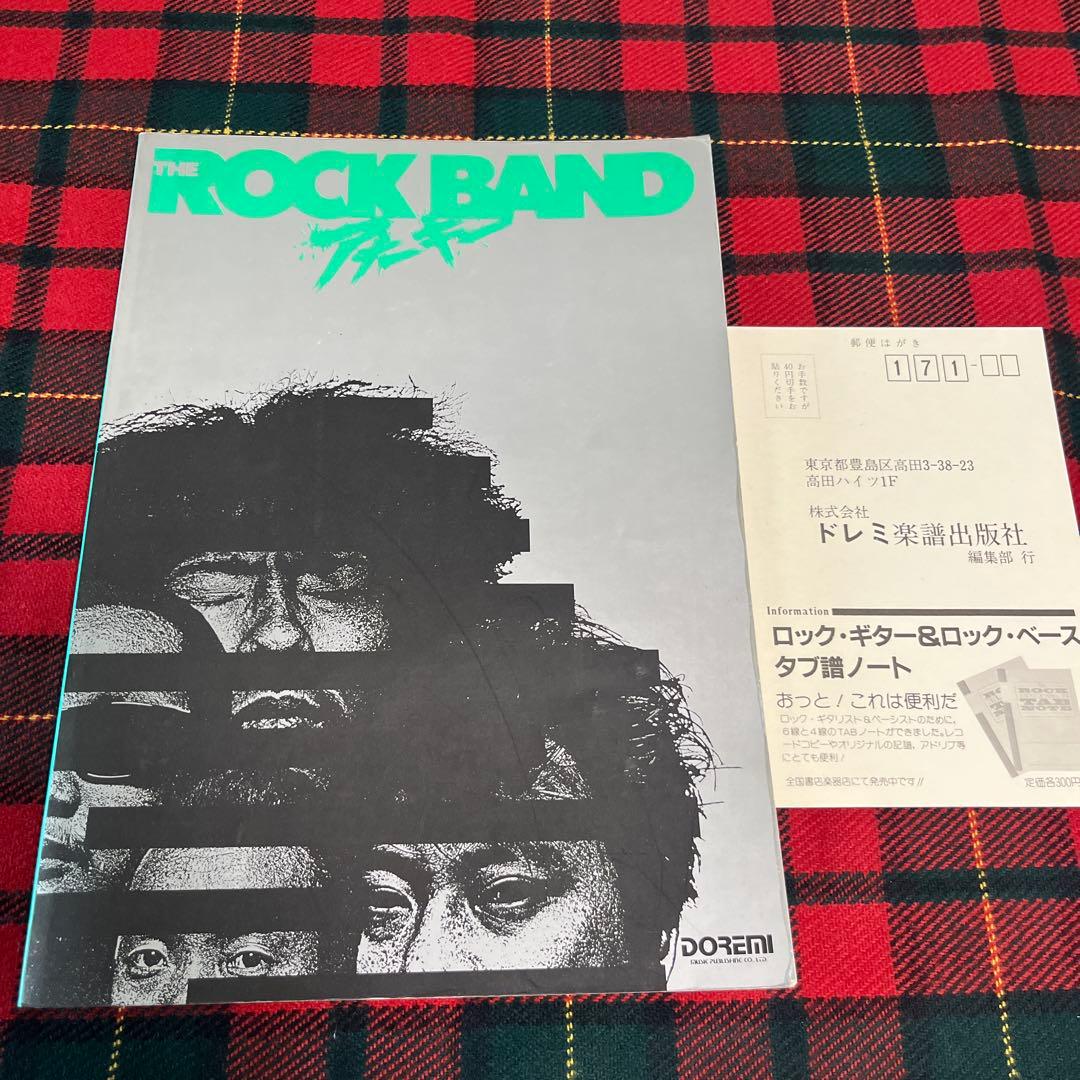 THE ROCK BAND
アナーキー
DOREMI
MUSIC PUBLISHING CO., LTD.
郵便はがき
171-
お手数ですが
40円切手をお
貼りください
東京都豊島区高田3-38-23
高田ハイツ1F
株式会社
ドレミ楽譜出版社
編集部 行
Information
ロック・ギター&ロック・ベース
タブ譜ノート
おっと!これは便利だ
ロック・ギタリスト&ベーシストのために、
6線と4線のTABノートができました。レコ
ードコピーやオリジナルの記譜、アドリブ等
にとても便利!
ROCK
TAB
NOTE
全国書店楽器店にて発売中です!!
定価各300円